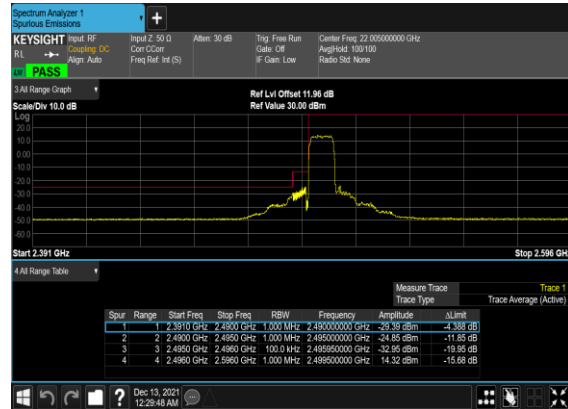 Spectrum Analyzer 1
Spurious Emissions
+
KEYSIGHT Input: RF Input Z: 50 Ω Atten: 30 dB Trig: Free Run Center Freq: 22.005000000 GHz
RL Coupling: DC Corr CCorr Gate: Off Avg|Hold: 100/100
Align: Auto Freq Ref: Int (S) IF Gain: Low Radio Std: None
LW PASS
3 All Range Graph
Ref Lvl Offset 11.96 dB
Scale/Div 10.0 dB Ref Value 30.00 dBm
Log
20.0
10.0
0.00
-10.0
-20.0
-30.0
-40.0
-50.0
-60.0
Start 2.391 GHz Stop 2.596 GHz
4 All Range Table
Measure Trace Trace 1
Trace Type Trace Average (Active)
Spur Range Start Freq Stop Freq RBW Frequency Amplitude ΔLimit
1 1 2.3910 GHz 2.4900 GHz 1.000 MHz 2.490000000 GHz -29.39 dBm -4.388 dB
2 2 2.4900 GHz 2.4950 GHz 1.000 MHz 2.495000000 GHz -24.85 dBm -11.85 dB
3 3 2.4950 GHz 2.4960 GHz 100.0 kHz 2.495950000 GHz -32.95 dBm -19.95 dB
4 4 2.4960 GHz 2.5960 GHz 1.000 MHz 2.499500000 GHz 14.32 dBm -15.68 dB
? Dec 13, 2021
12:29:48 AM